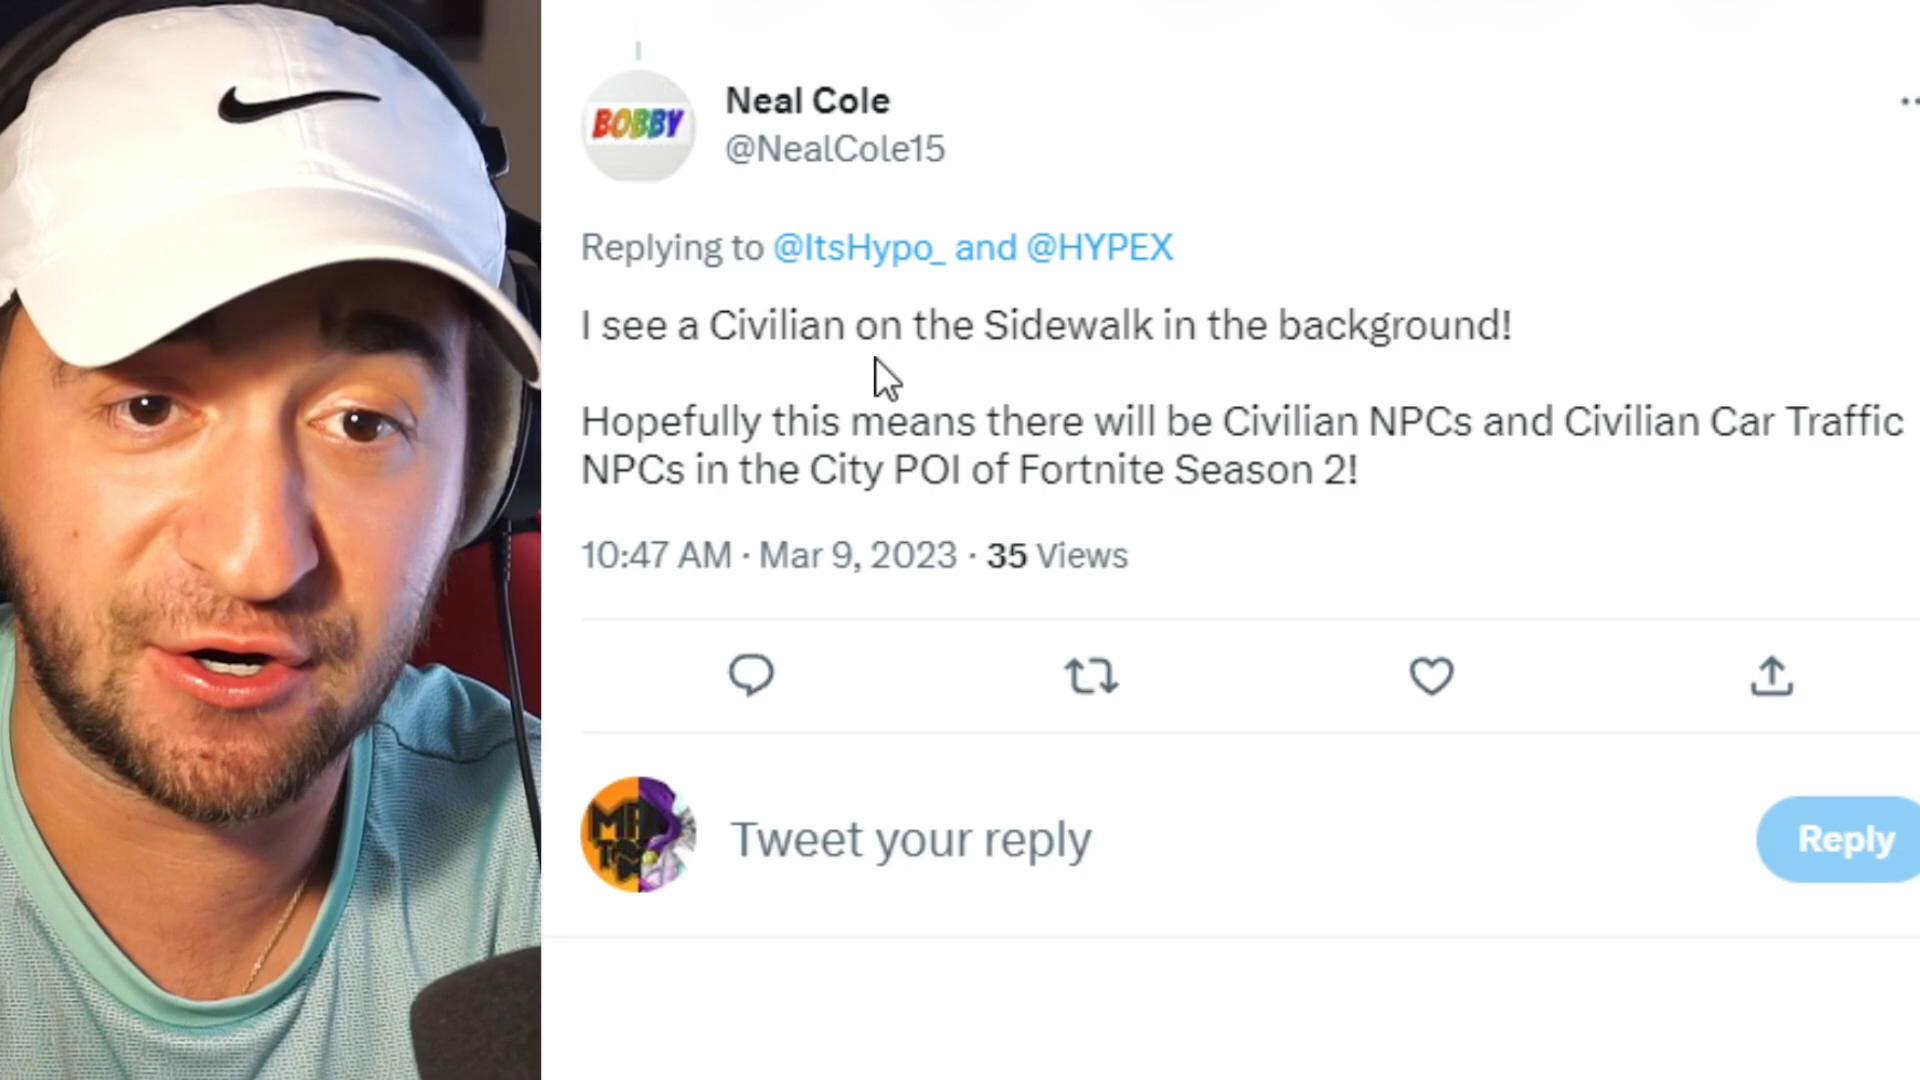 BOBBY
Neal Cole
@NealCole15
Replying to @ItsHypo_ and @HYPEX
I see a Civilian on the Sidewalk in the background!
Hopefully this means there will be Civilian NPCs and Civilian Car Traffic
NPCs in the City POI of Fortnite Season 2!
10:47 AM · Mar 9, 2023 · 35 Views
Tweet your reply
Reply